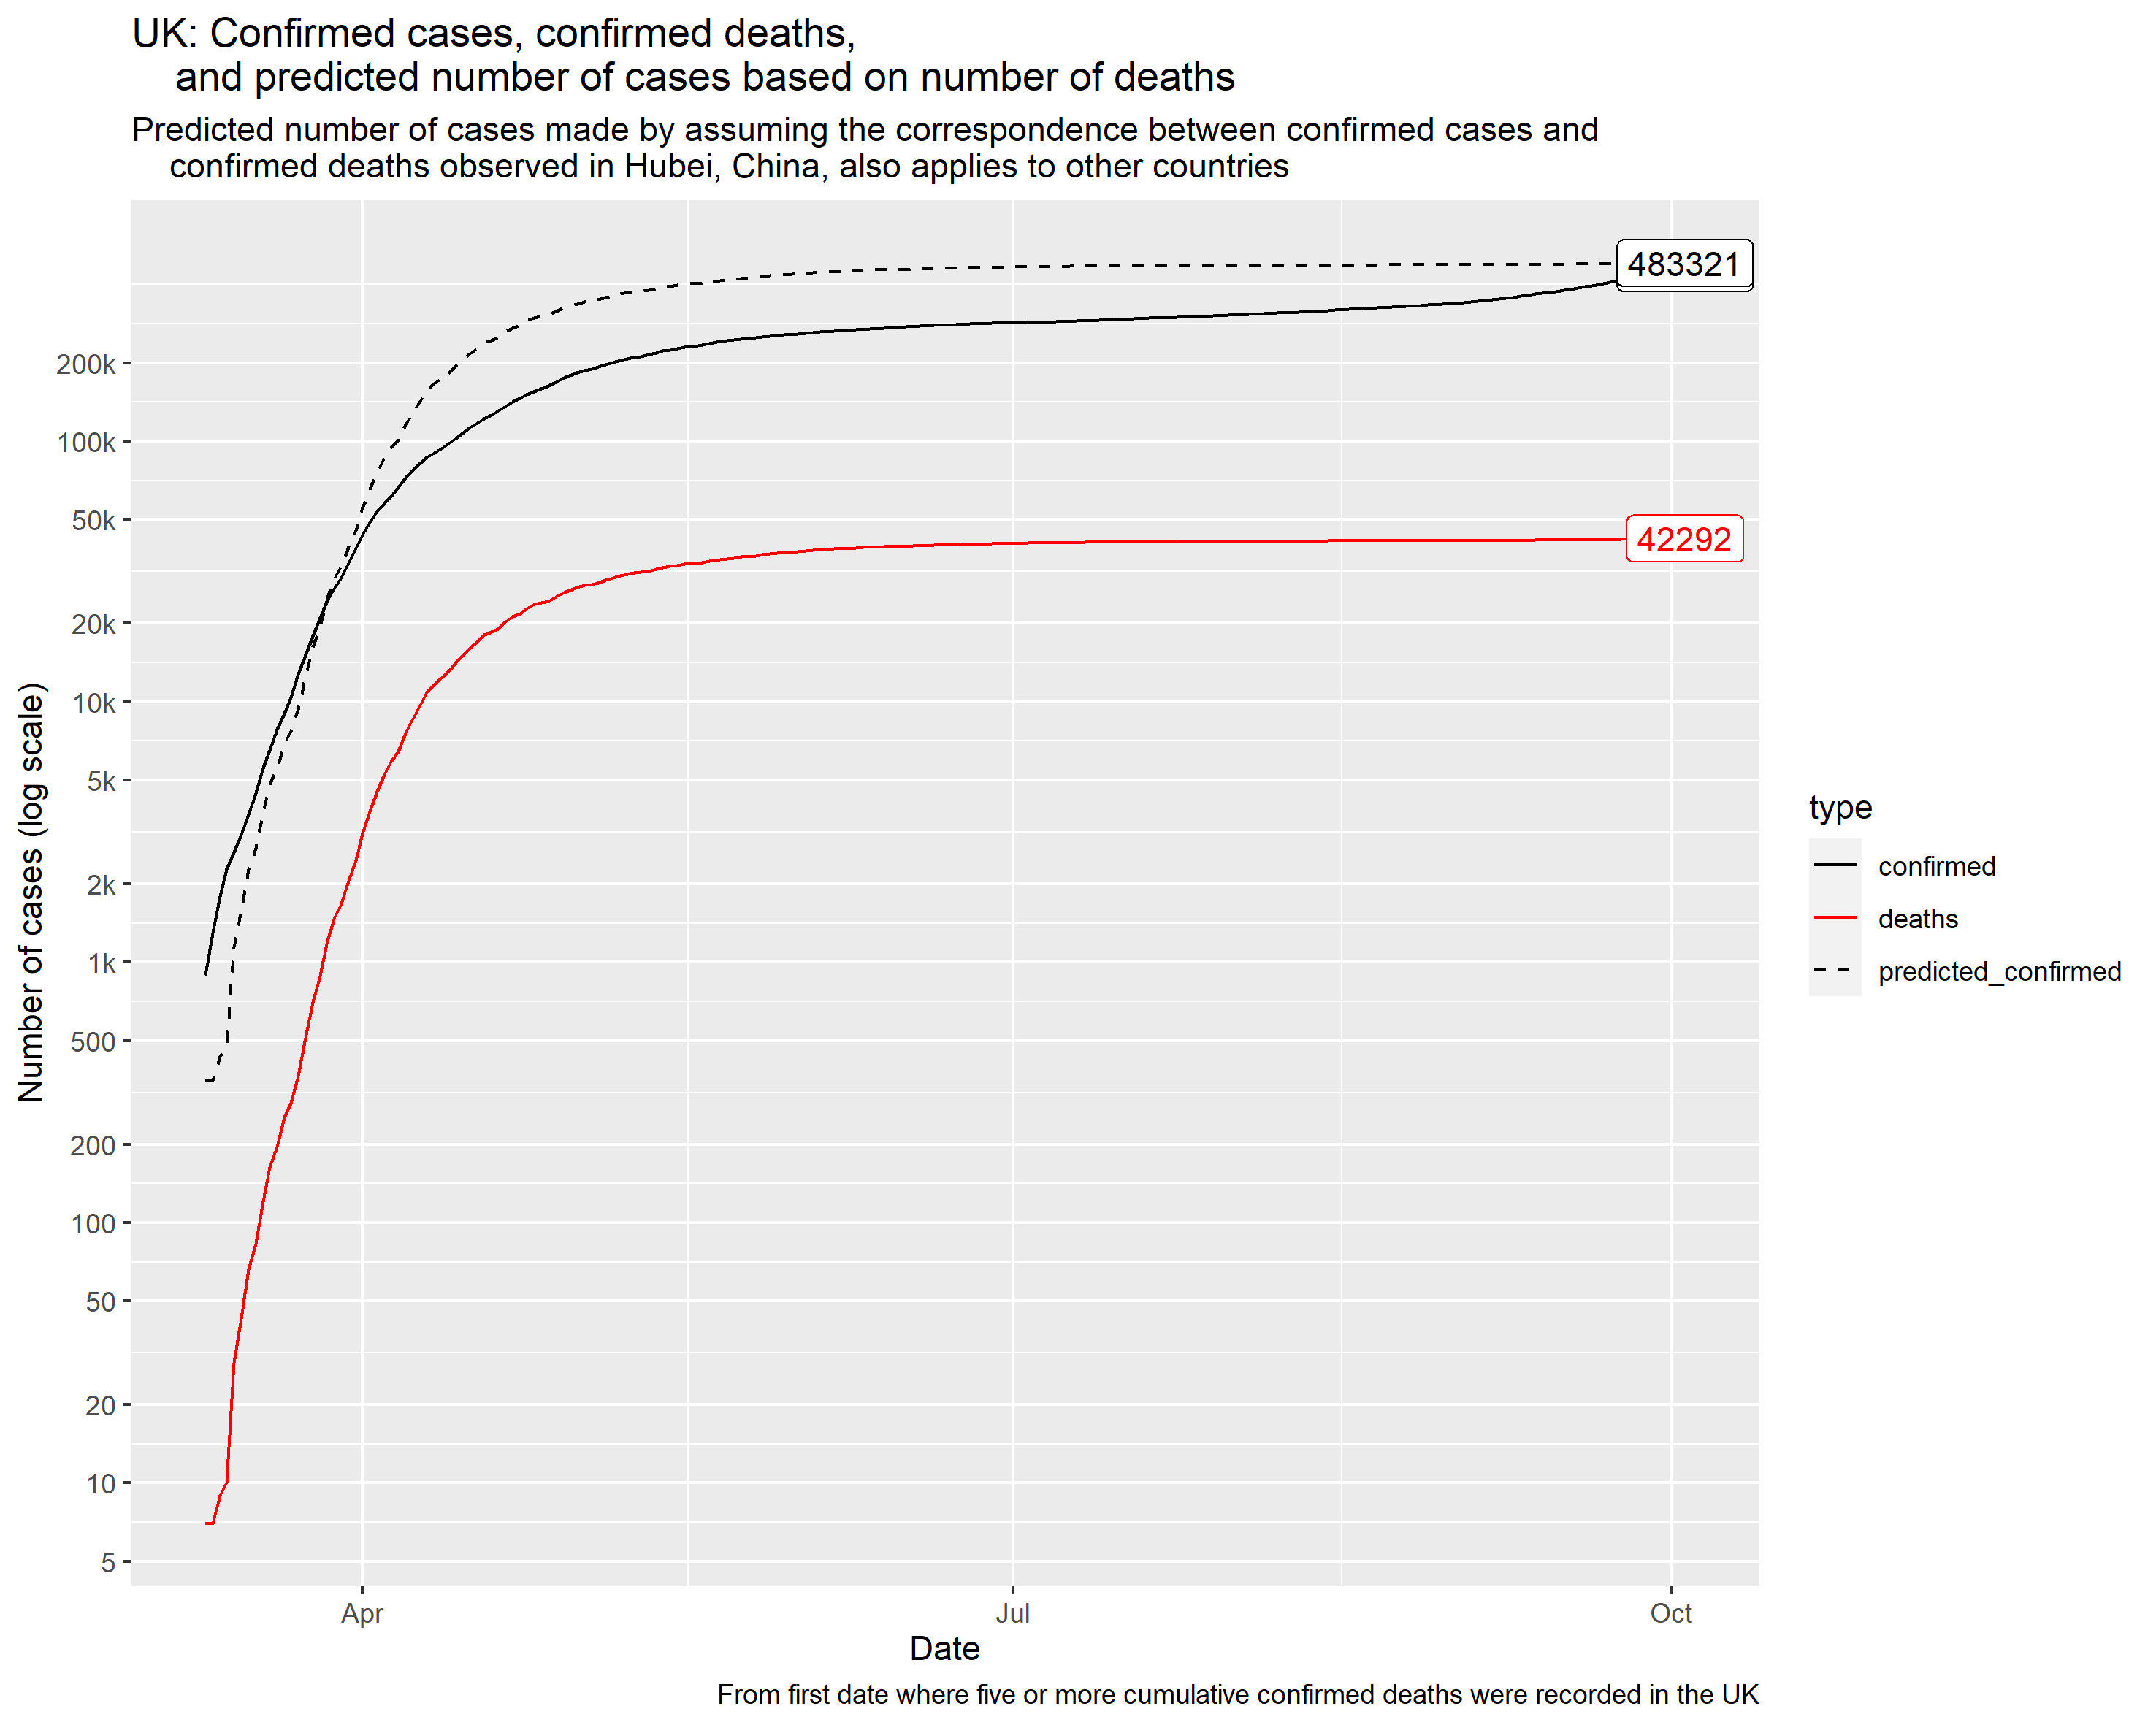 UK: Confirmed cases, confirmed deaths,
and predicted number of cases based on number of deaths
Predicted number of cases made by assuming the correspondence between confirmed cases and
confirmed deaths observed in Hubei, China, also applies to other countries
Number of cases (log scale)
200k
100k
50k
20k
10k
5k
2k
1k
500
200
100
50
20
10
5
483321
42292
Apr
Jul
Oct
Date
type
confirmed
deaths
predicted_confirmed
From first date where five or more cumulative confirmed deaths were recorded in the UK